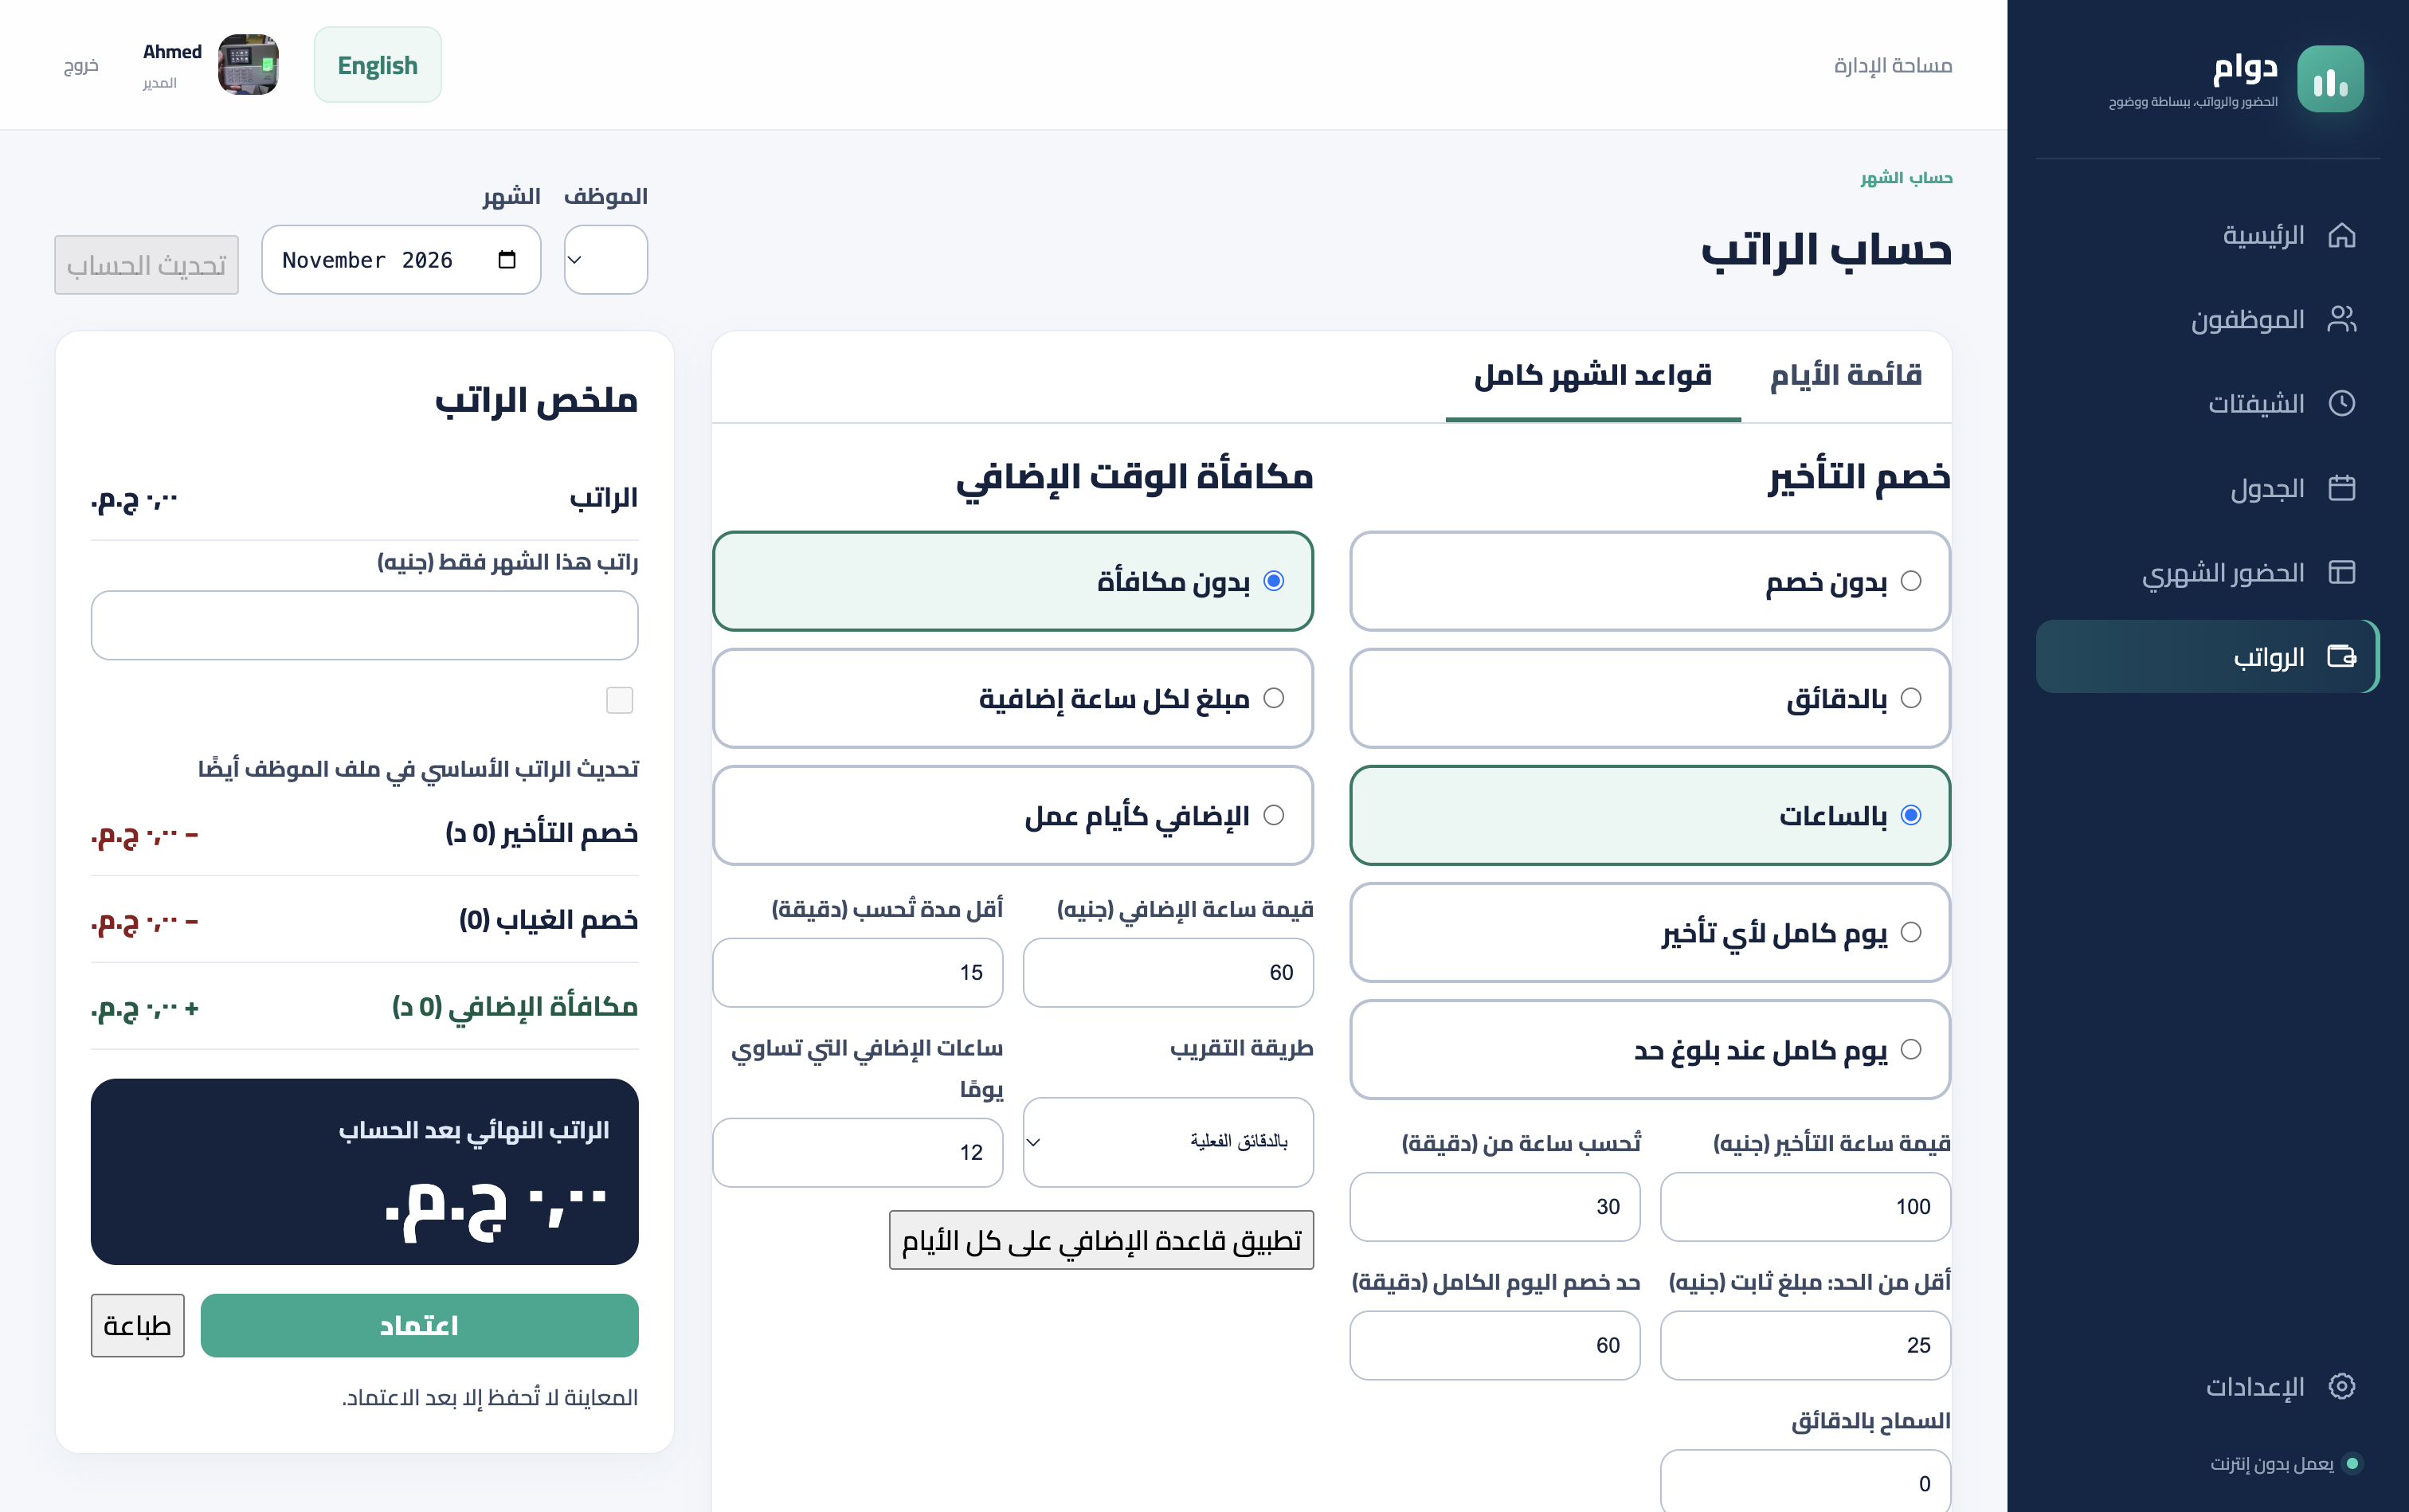 دوام
الحضور والرواتب، ببساطة ووضوح
الرئيسية
الموظفون
الشيفتات
الجدول
الحضور الشهري
الرواتب
الإعدادات
يعمل بدون إنترنت
مساحة الإدارة
English
Ahmed
المدير
خروج
حساب الشهر
حساب الراتب
الموظف
الشهر
November 2026
تحديث الحساب
قائمة الأيام
قواعد الشهر كامل
خصم التأخير
بدون خصم
بالدقائق
بالساعات
يوم كامل لأي تأخير
يوم كامل عند بلوغ حد
قيمة ساعة التأخير (جنيه)
تُحسب ساعة من (دقيقة)
100
30
أقل من الحد: مبلغ ثابت (جنيه)
حد خصم اليوم الكامل (دقيقة)
25
60
السماح بالدقائق
0
مكافأة الوقت الإضافي
بدون مكافأة
مبلغ لكل ساعة إضافية
الإضافي كأيام عمل
قيمة ساعة الإضافي (جنيه)
أقل مدة تُحسب (دقيقة)
60
15
طريقة التقريب
ساعات الإضافي التي تساوي
يومًا
بالدقائق الفعلية
12
تطبيق قاعدة الإضافي على كل الأيام
ملخص الراتب
الراتب
٠,٠٠ ج.م.
راتب هذا الشهر فقط (جنيه)
تحديث الراتب الأساسي في ملف الموظف أيضًا
خصم التأخير (0 د)
− ٠,٠٠ ج.م.
خصم الغياب (0)
− ٠,٠٠ ج.م.
مكافأة الإضافي (0 د)
+ ٠,٠٠ ج.م.
الراتب النهائي بعد الحساب
٠,٠٠ ج.م.
اعتماد
طباعة
المعاينة لا تُحفظ إلا بعد الاعتماد.